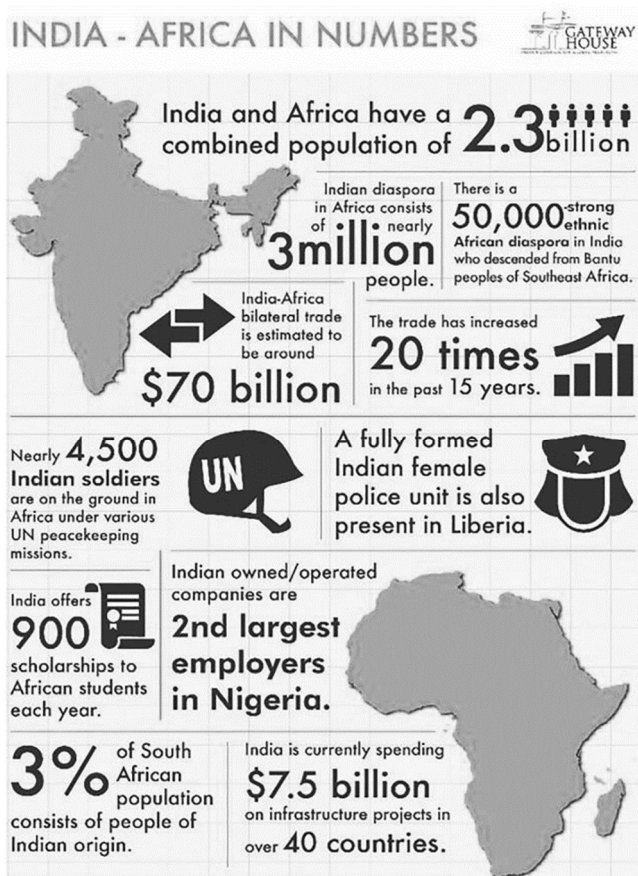 INDIA - AFRICA IN NUMBERS
GATEWAY
HOUSE
India and Africa have a
combined population of 2.3 billion
Indian diaspora
in Africa consists
of nearly
3 million
people.
There is a
50,000-strong
ethnic
African diaspora in India
who descended from Bantu
peoples of Southeast Africa.
India-Africa
bilateral trade
is estimated to
be around
$70 billion
The trade has increased
20 times
in the past 15 years.
Nearly 4,500
Indian soldiers
are on the ground in
Africa under various
UN peacekeeping
missions.
UN
A fully formed
Indian female
police unit is also
present in Liberia.
India offers
900
scholarships to
African students
each year.
Indian owned/operated
companies are
2nd largest
employers
in Nigeria.
3% of South
African
population
consists of people of
Indian origin.
India is currently spending
$7.5 billion
on infrastructure projects in
over 40 countries.